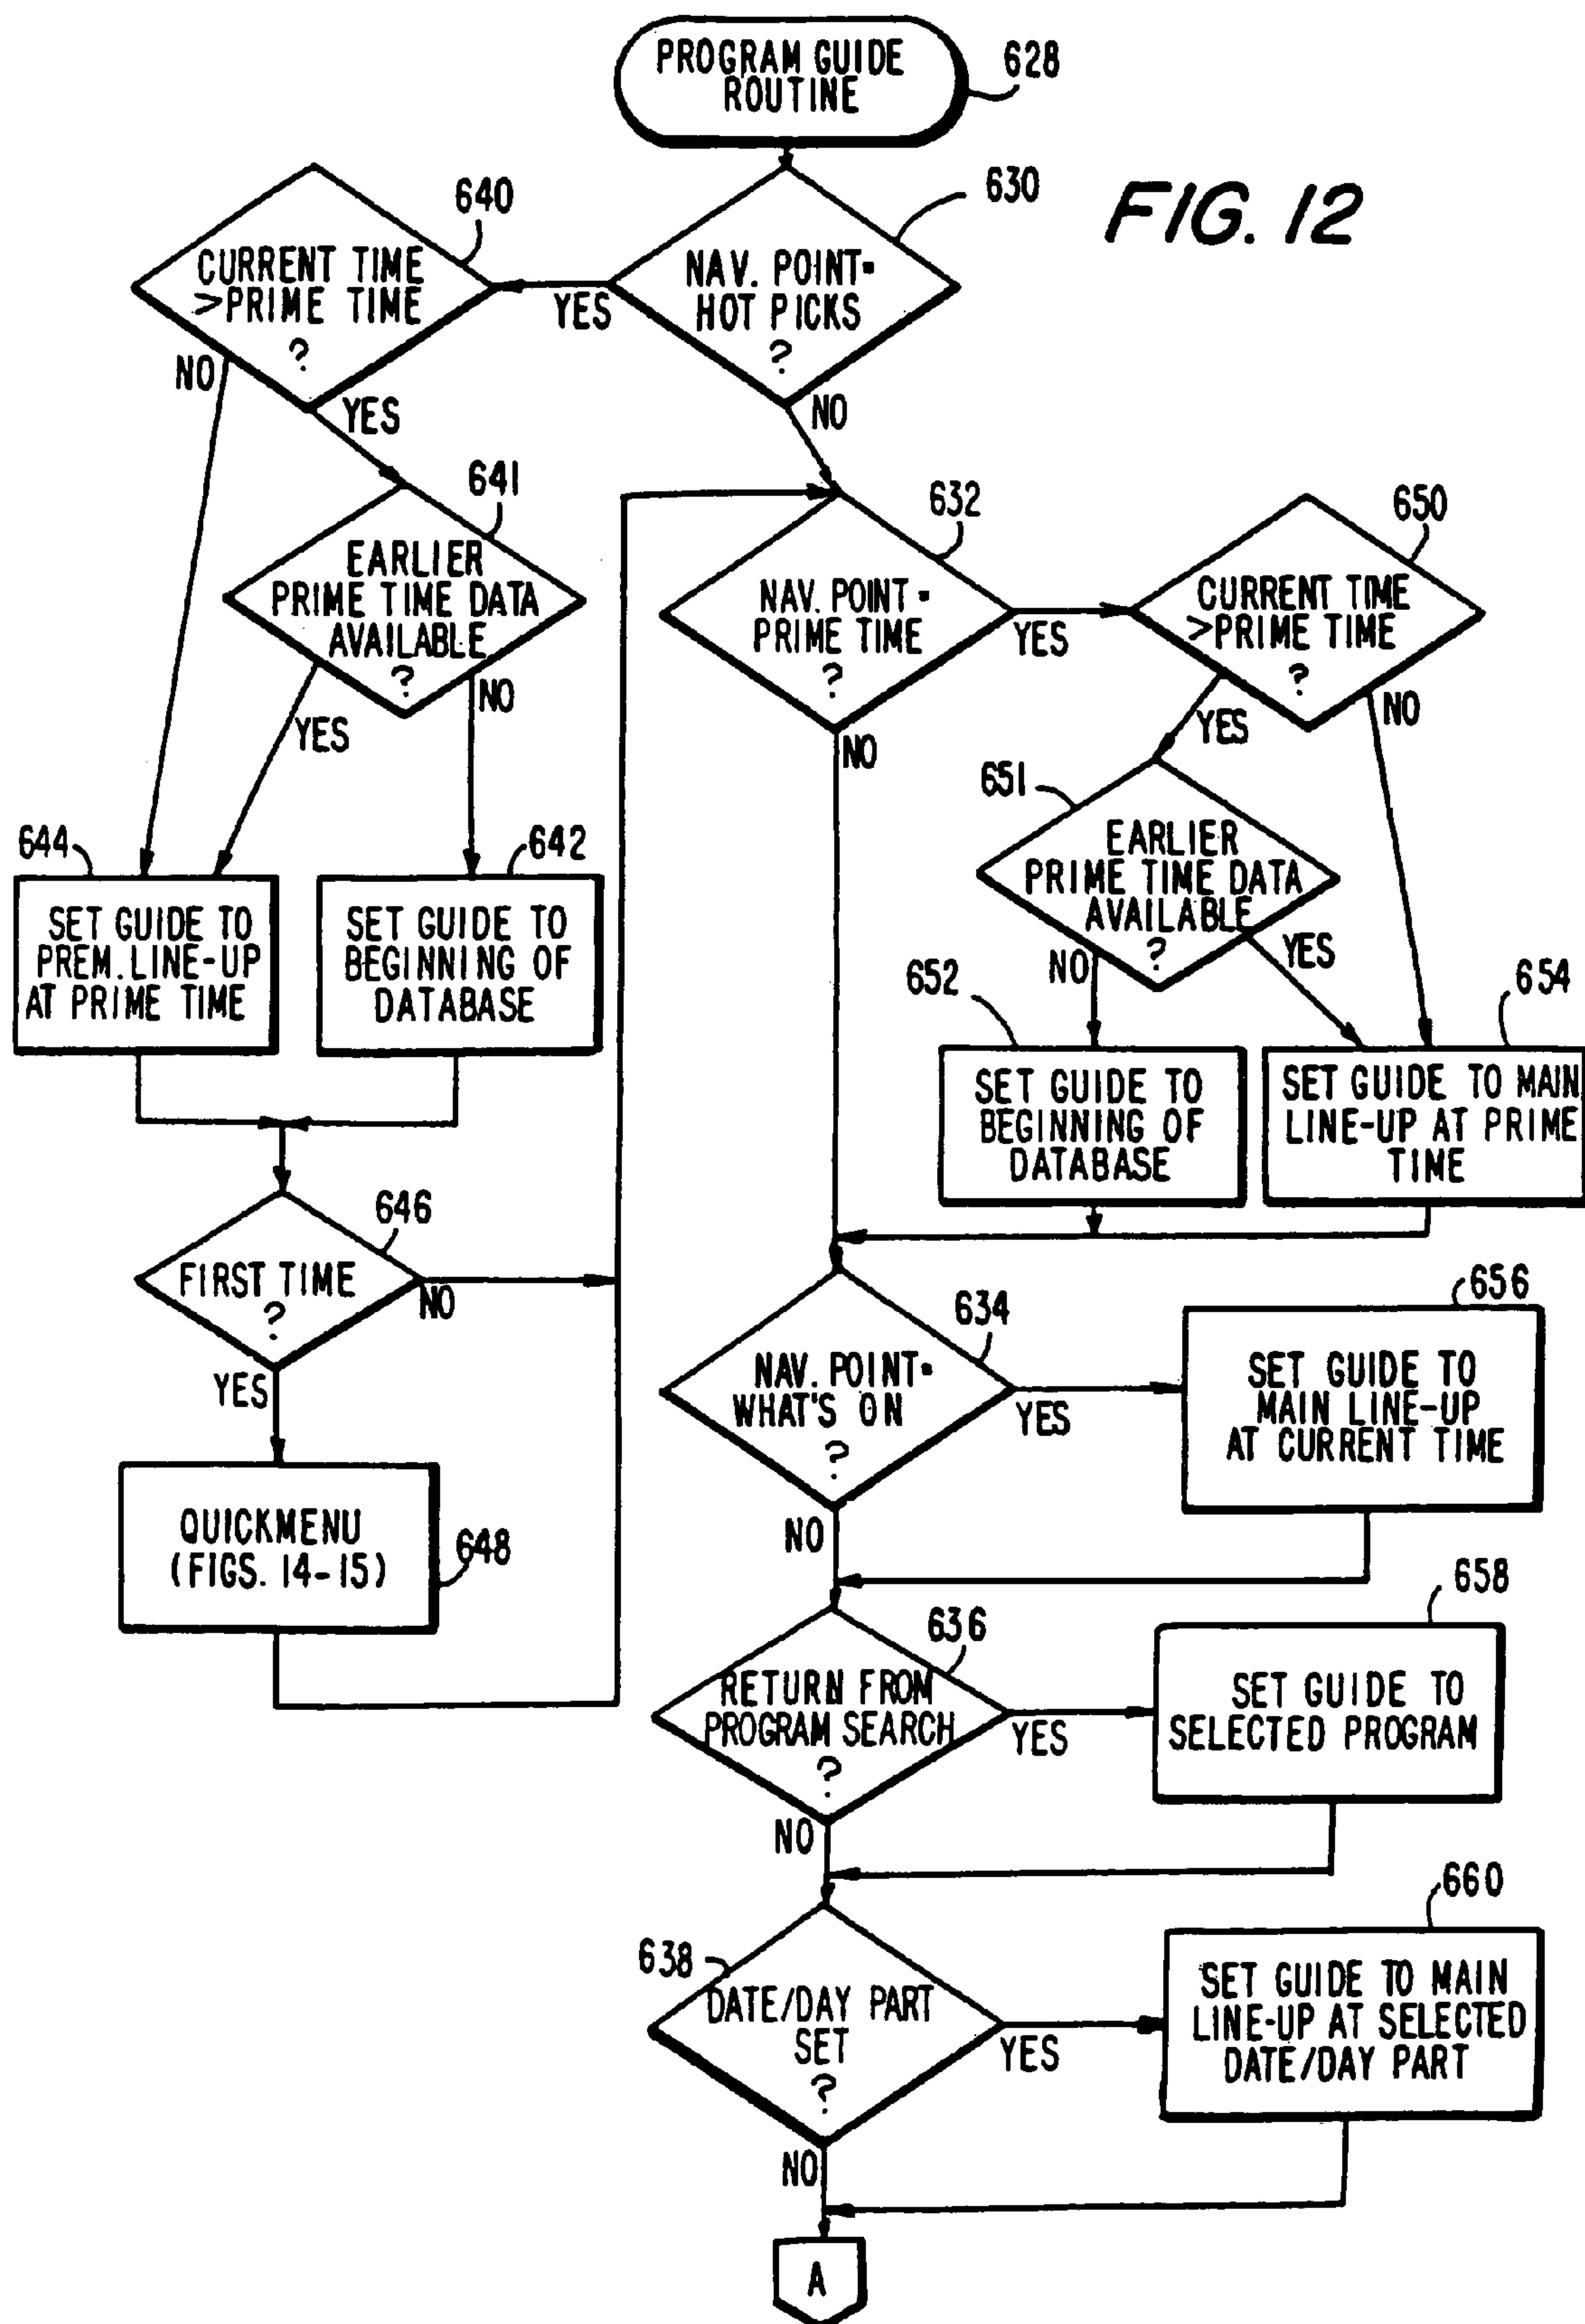 PROGRAM GUIDE
ROUTINE
628
FIG. 12
640
CURRENT TIME
>PRIME TIME
?
NO
YES
630
NAV. POINT=
HOT PICKS
?
YES
NO
641
EARLIER
PRIME TIME DATA
AVAILABLE
?
YES
NO
632
NAV. POINT=
PRIME TIME
?
YES
NO
650
CURRENT TIME
>PRIME TIME
?
YES
NO
651
EARLIER
PRIME TIME DATA
AVAILABLE
?
NO
YES
644
SET GUIDE TO
PREM. LINE-UP
AT PRIME TIME
642
SET GUIDE TO
BEGINNING OF
DATABASE
652
SET GUIDE TO
BEGINNING OF
DATABASE
654
SET GUIDE TO MAIN
LINE-UP AT PRIME
TIME
646
FIRST TIME
?
NO
YES
QUICKMENU
(FIGS. 14-15)
648
634
NAV. POINT=
WHAT'S ON
?
YES
NO
656
SET GUIDE TO
MAIN LINE-UP
AT CURRENT TIME
636
RETURN FROM
PROGRAM SEARCH
?
YES
NO
658
SET GUIDE TO
SELECTED PROGRAM
638
DATE/DAY PART
SET
?
YES
NO
660
SET GUIDE TO MAIN
LINE-UP AT SELECTED
DATE/DAY PART
A